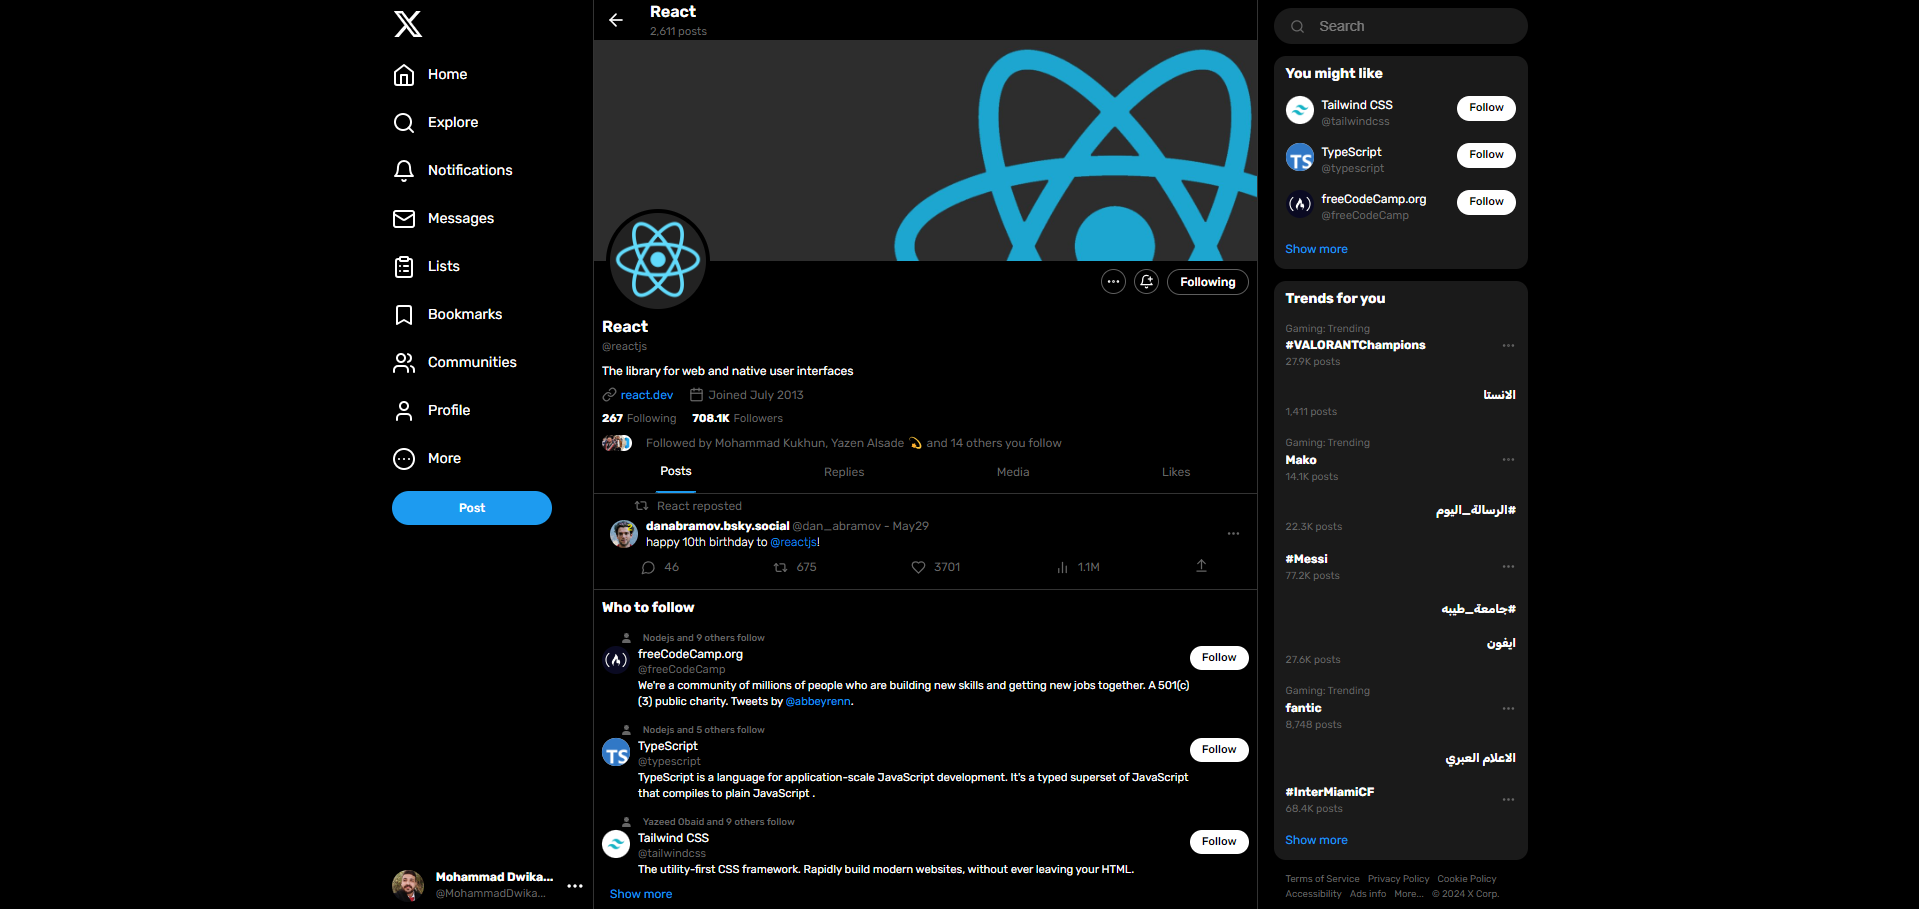 Home
Explore
Notifications
Messages
Lists
Bookmarks
Communities
Profile
More
Post
Mohammad Dwika...
@MohammadDwika...
React
2,611 posts
Following
React
@reactjs
The library for web and native user interfaces
react.dev Joined July 2013
267 Following 708.1K Followers
Followed by Mohammad Kukhun, Yazen Alsade 💫 and 14 others you follow
Posts Replies Media Likes
React reposted
danabramov.bsky.social @dan_abramov - May29
happy 10th birthday to @reactjs!
46 675 3701 1.1M
Who to follow
Nodejs and 9 others follow
freeCodeCamp.org
@freeCodeCamp
Follow
We're a community of millions of people who are building new skills and getting new jobs together. A 501(c)
(3) public charity. Tweets by @abbeyrenn.
Nodejs and 5 others follow
TS
TypeScript
@typescript
Follow
TypeScript is a language for application-scale JavaScript development. It's a typed superset of JavaScript
that compiles to plain JavaScript .
Yazeed Obaid and 9 others follow
Tailwind CSS
@tailwindcss
Follow
The utility-first CSS framework. Rapidly build modern websites, without ever leaving your HTML.
Show more
Search
You might like
Tailwind CSS
@tailwindcss
Follow
TS
TypeScript
@typescript
Follow
freeCodeCamp.org
@freeCodeCamp
Follow
Show more
Trends for you
Gaming: Trending
#VALORANTChampions
27.9K posts
الانستا
1,411 posts
Gaming: Trending
Mako
14.1K posts
#الرسالة_اليوم
22.3K posts
#Messi
77.2K posts
#جامعة_طيبه
ايفون
27.6K posts
Gaming: Trending
fantic
8,748 posts
الاعلام العبري
#InterMiamiCF
68.4K posts
Show more
Terms of Service Privacy Policy Cookie Policy
Accessibility Ads info More... © 2024 X Corp.